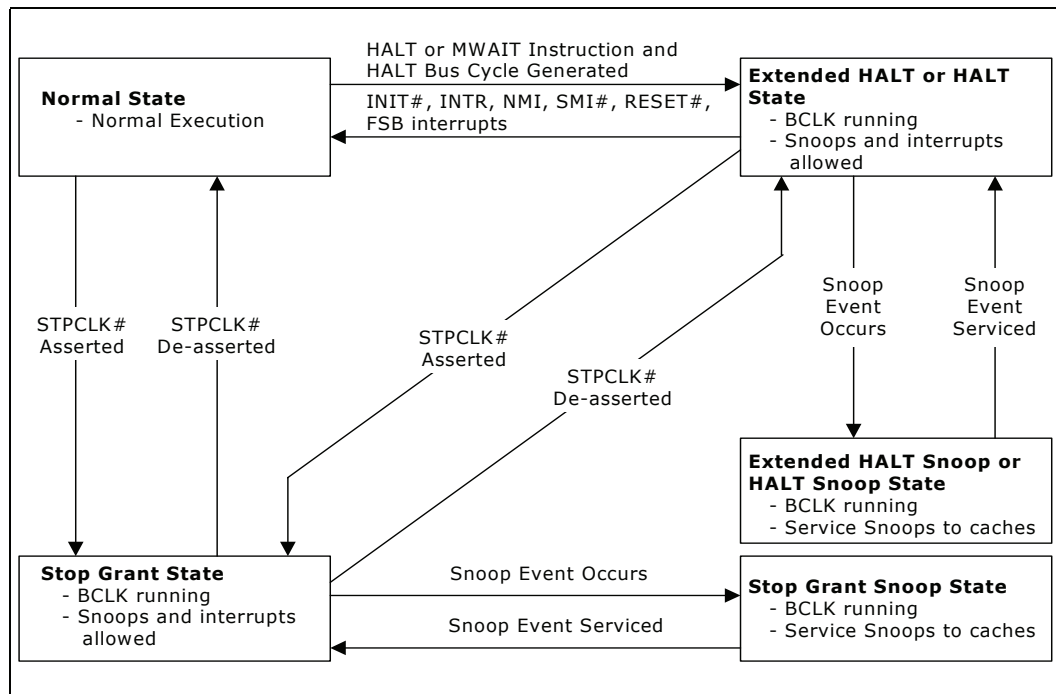 HALT or MWAIT Instruction and
HALT Bus Cycle Generated
Normal State
- Normal Execution
INIT#, INTR, NMI, SMI#, RESET#,
FSB interrupts
Extended HALT or HALT
State
- BCLK running
- Snoops and interrupts
allowed
STPCLK#
Asserted
STPCLK#
De-asserted
STPCLK#
Asserted
STPCLK#
De-asserted
Snoop
Event
Occurs
Snoop
Event
Serviced
Extended HALT Snoop or
HALT Snoop State
- BCLK running
- Service Snoops to caches
Stop Grant State
- BCLK running
- Snoops and interrupts
allowed
Snoop Event Occurs
Snoop Event Serviced
Stop Grant Snoop State
- BCLK running
- Service Snoops to caches